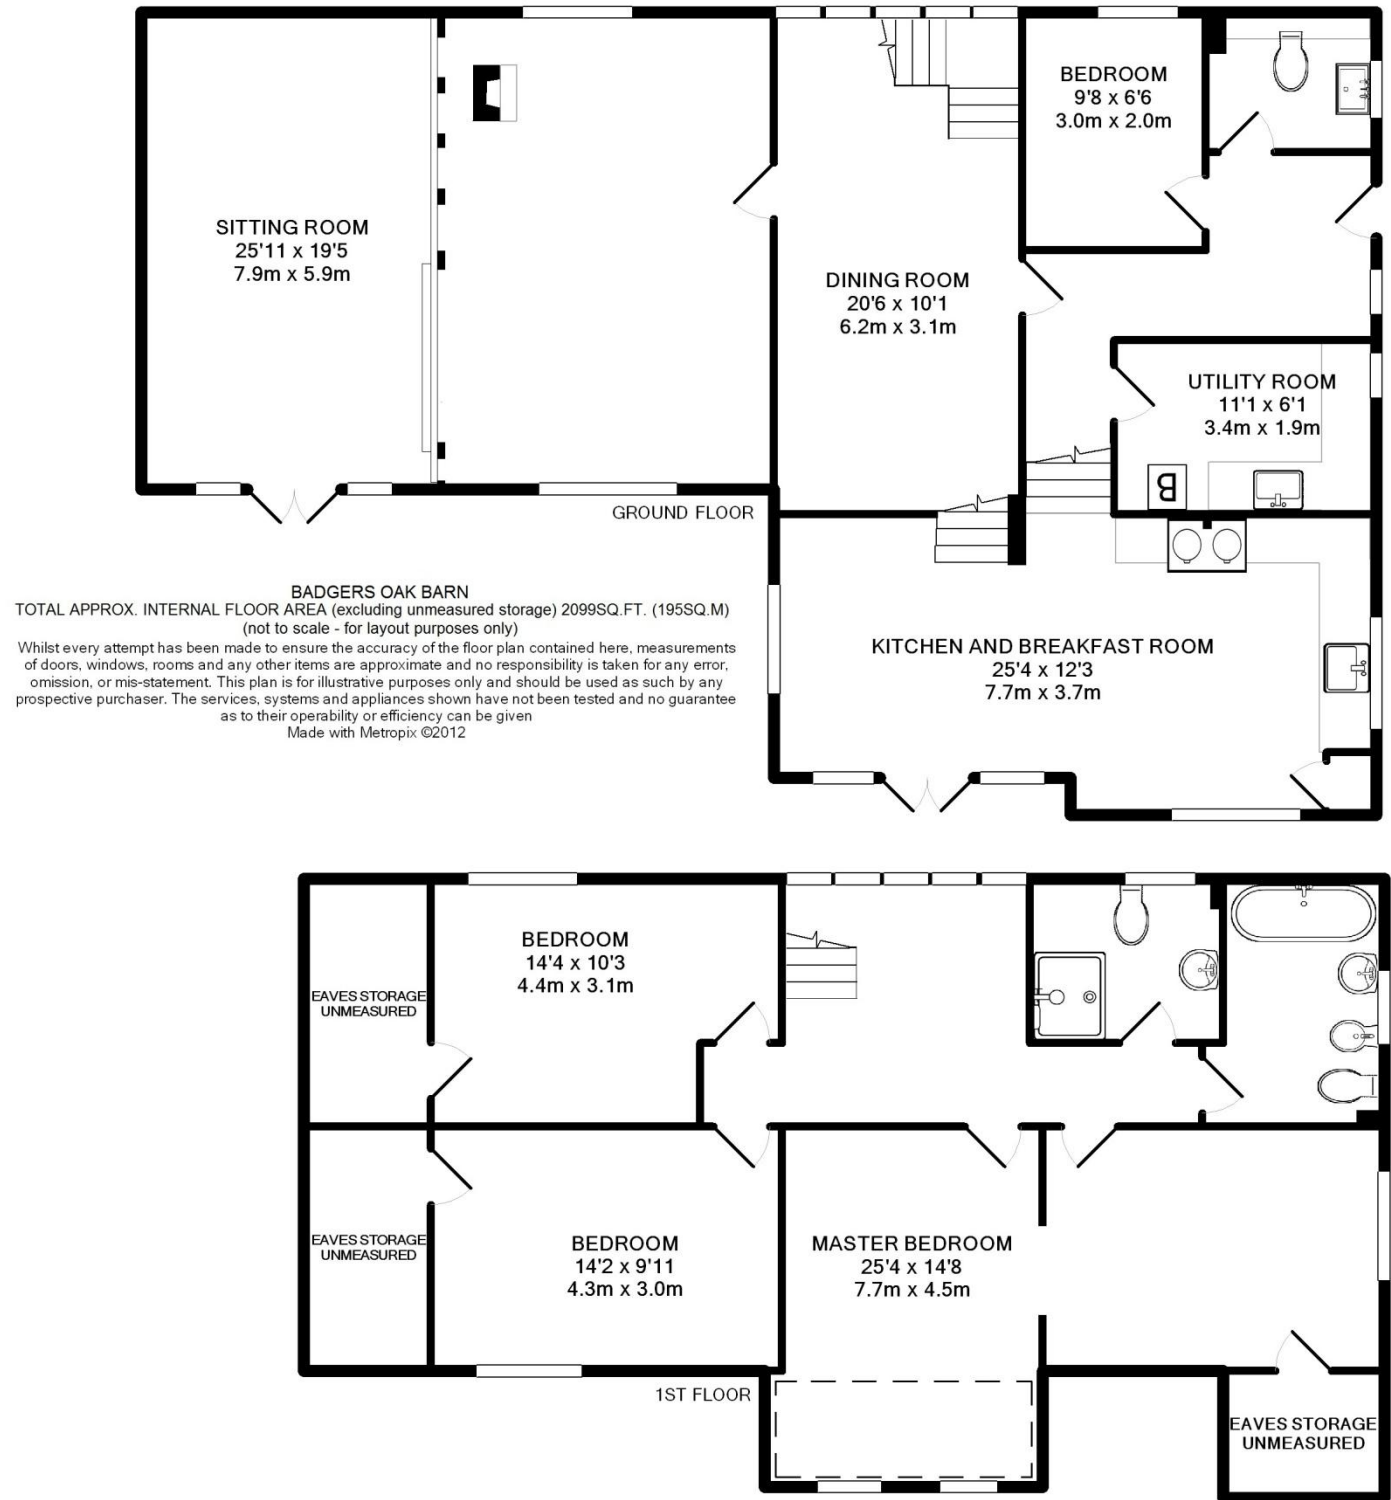 BEDROOM
9'8 x 6'6
3.0m x 2.0m
SITTING ROOM
25'11 x 19'5
7.9m x 5.9m
DINING ROOM
20'6 x 10'1
6.2m x 3.1m
UTILITY ROOM
11'1 x 6'1
3.4m x 1.9m
B
GROUND FLOOR
KITCHEN AND BREAKFAST ROOM
25'4 x 12'3
7.7m x 3.7m
BADGERS OAK BARN
TOTAL APPROX. INTERNAL FLOOR AREA (excluding unmeasured storage) 2099SQ.FT. (195SQ.M)
(not to scale - for layout purposes only)
Whilst every attempt has been made to ensure the accuracy of the floor plan contained here, measurements
of doors, windows, rooms and any other items are approximate and no responsibility is taken for any error,
omission, or mis-statement. This plan is for illustrative purposes only and should be used as such by any
prospective purchaser. The services, systems and appliances shown have not been tested and no guarantee
as to their operability or efficiency can be given
Made with Metropix ©2012
BEDROOM
14'4 x 10'3
4.4m x 3.1m
EAVES STORAGE
UNMEASURED
EAVES STORAGE
UNMEASURED
BEDROOM
14'2 x 9'11
4.3m x 3.0m
MASTER BEDROOM
25'4 x 14'8
7.7m x 4.5m
1ST FLOOR
EAVES STORAGE
UNMEASURED